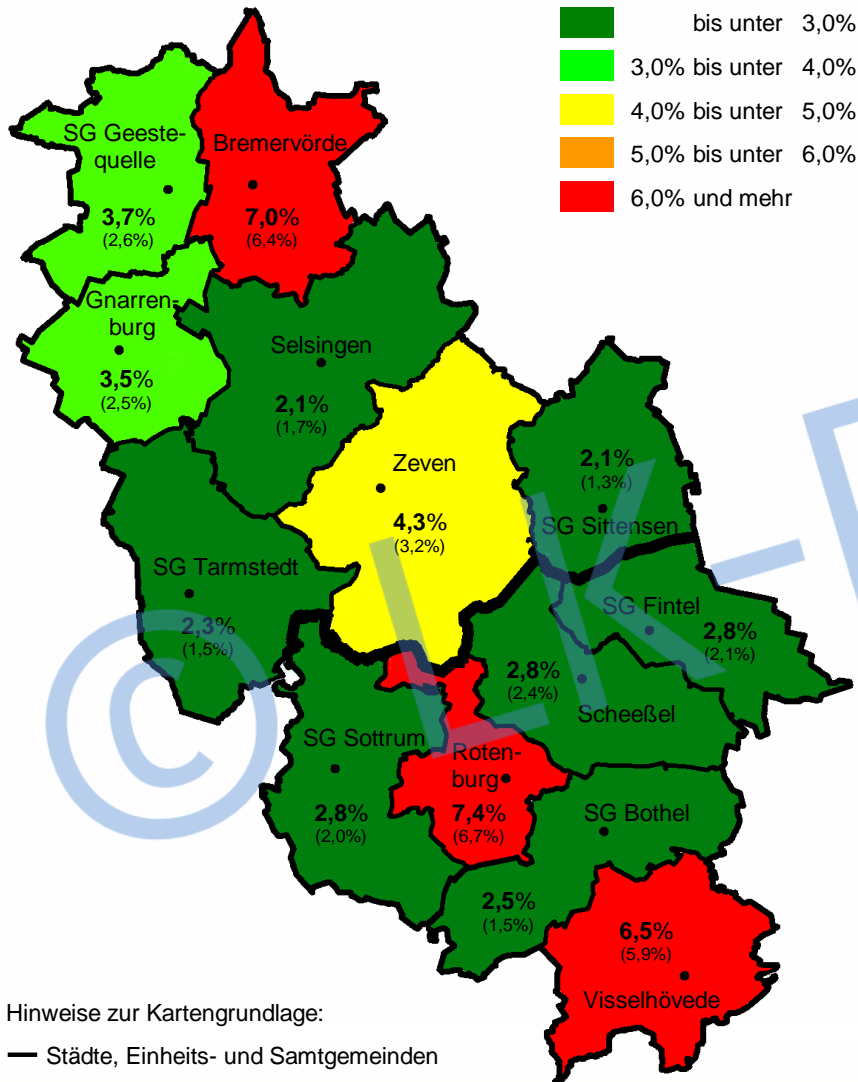 bis unter 3,0%
3,0% bis unter 4,0%
4,0% bis unter 5,0%
5,0% bis unter 6,0%
6,0% und mehr
SG Geeste-
quelle
3,7%
(2,6%)
Bremervörde
7,0%
(6,4%)
Gnarren-
burg
3,5%
(2,5%)
Selsingen
2,1%
(1,7%)
Zeven
4,3%
(3,2%)
2,1%
(1,3%)
SG Sittensen
SG Tarmstedt
2,3%
(1,5%)
SG Fintel
2,8%
(2,1%)
2,8%
(2,4%)
Scheeßel
SG Sottrum
2,8%
(2,0%)
Roten-
burg
7,4%
(6,7%)
SG Bothel
2,5%
(1,5%)
6,5%
(5,9%)
Visselhövede
Hinweise zur Kartengrundlage:
Städte, Einheits- und Samtgemeinden
© LK-